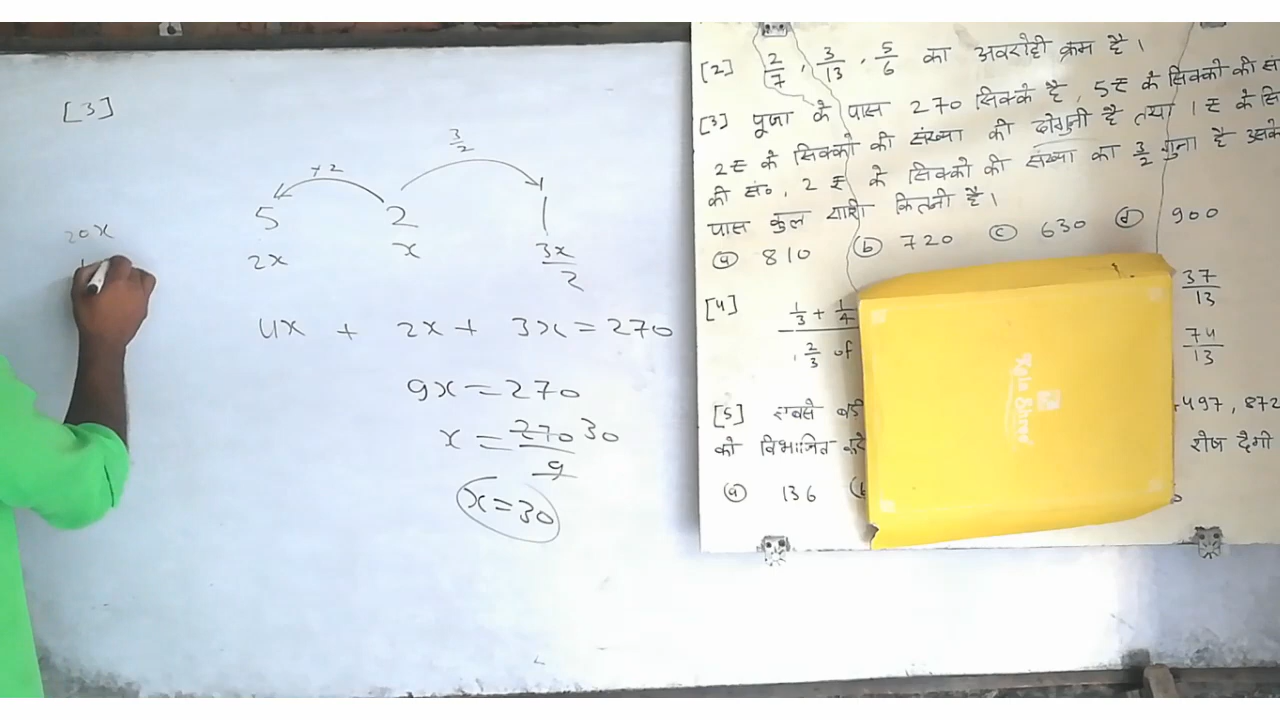 [3]
×2
3/2
5 2 1
20x
2x x 3x/2
4x + 2x + 3x = 270
9x = 270
x = 270/9 30
x = 30
[2] 2/7, 3/13, 5/6 का अवरोही क्रम है।
[3] पूजा के पास 270 सिक्के है, 5₹ के सिक्कों की सं
2₹ के सिक्कों की संख्या की दोगुनी है तथा 1₹ के सि
की सं०, 2₹ के सिक्कों की संख्या का 3/2 गुना है उसके
पास कुल राशी कितनी है।
(a) 810 (b) 720 (c) 630 (d) 900
[4] 1/3 + 1/4
2/3 of
37/13
74/13
[5] सबसे बड़ी 497, 872
को विभाजित करे शेष देगी
(a) 136